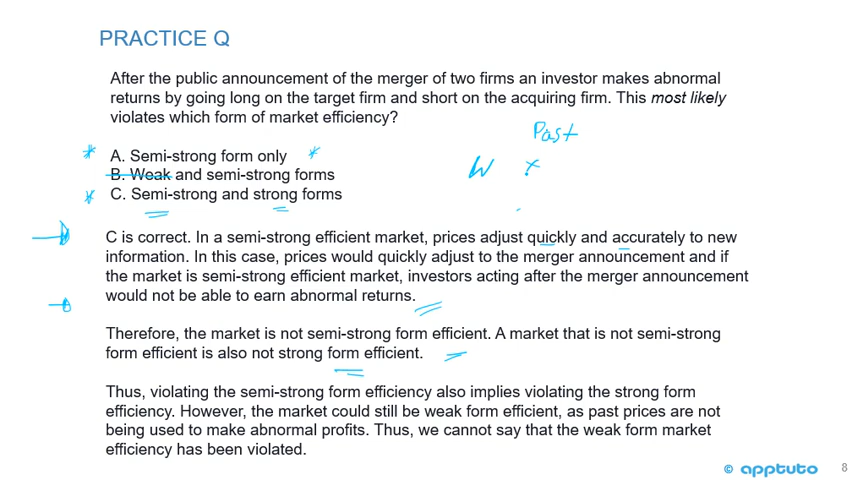 PRACTICE Q
After the public announcement of the merger of two firms an investor makes abnormal
returns by going long on the target firm and short on the acquiring firm. This most likely
violates which form of market efficiency?
Past
A. Semi-strong form only
B. Weak and semi-strong forms
W x
C. Semi-strong and strong forms
C is correct. In a semi-strong efficient market, prices adjust quickly and accurately to new
information. In this case, prices would quickly adjust to the merger announcement and if
the market is semi-strong efficient market, investors acting after the merger announcement
would not be able to earn abnormal returns.
Therefore, the market is not semi-strong form efficient. A market that is not semi-strong
form efficient is also not strong form efficient.
Thus, violating the semi-strong form efficiency also implies violating the strong form
efficiency. However, the market could still be weak form efficient, as past prices are not
being used to make abnormal profits. Thus, we cannot say that the weak form market
efficiency has been violated.
© apptuto 8